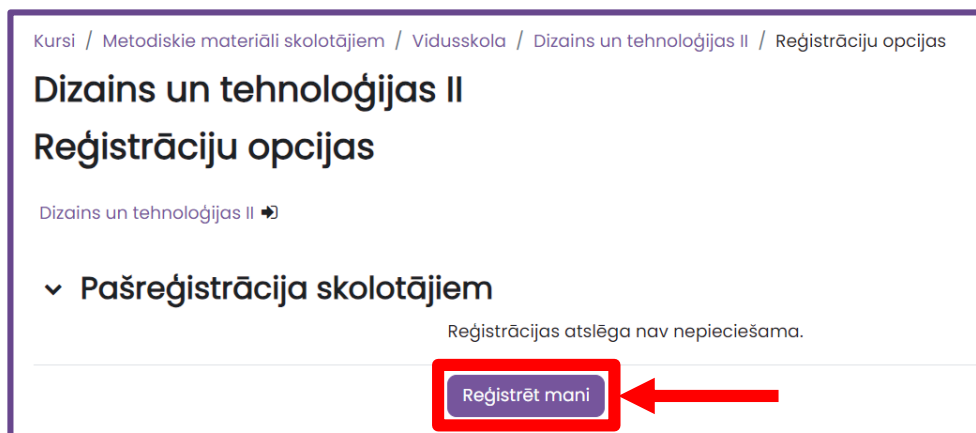 Kursi / Metodiskie materiāli skolotājiem / Vidusskola / Dizains un tehnoloģijas II / Reģistrāciju opcijas
Dizains un tehnoloģijas II
Reģistrāciju opcijas
Dizains un tehnoloģijas II
Pašreģistrācija skolotājiem
Reģistrācijas atslēga nav nepieciešama.
Reģistrēt mani